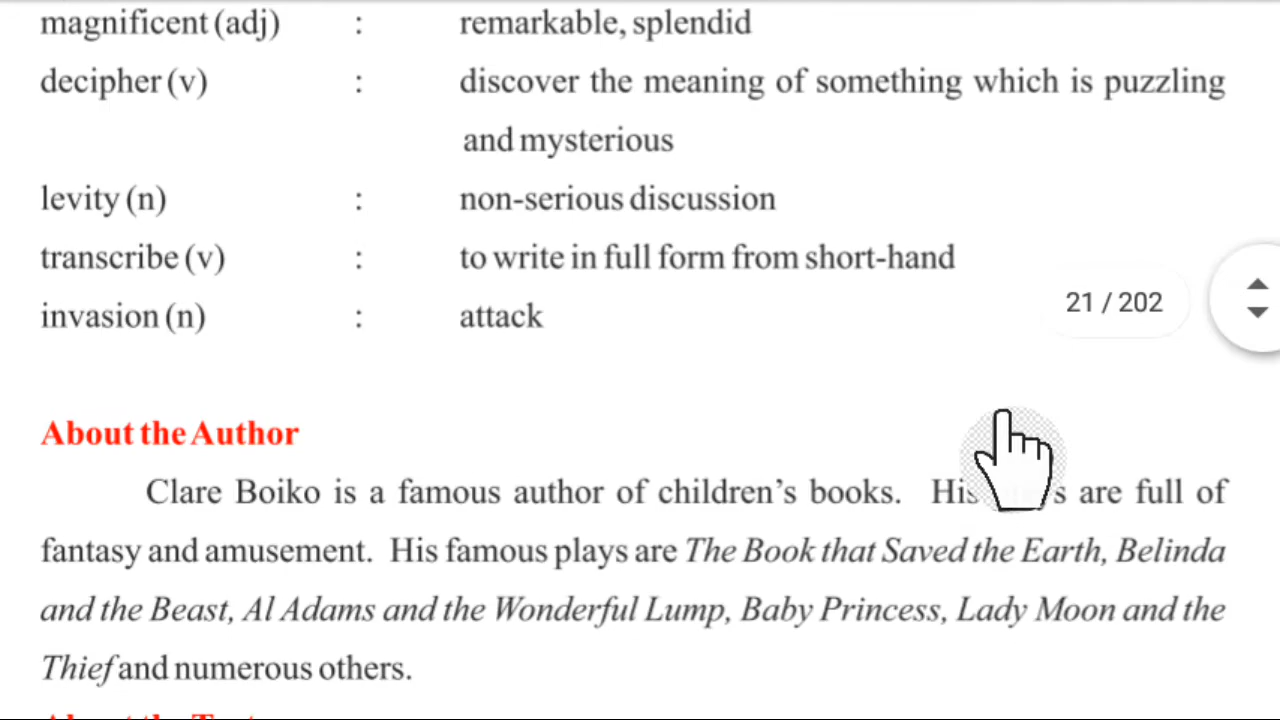 magnificent (adj) : remarkable, splendid
decipher (v) : discover the meaning of something which is puzzling
and mysterious
levity (n) : non-serious discussion
transcribe (v) : to write in full form from short-hand
21 / 202
invasion (n) : attack
About the Author
Clare Boiko is a famous author of children's books. His are full of
fantasy and amusement. His famous plays are The Book that Saved the Earth, Belinda
and the Beast, Al Adams and the Wonderful Lump, Baby Princess, Lady Moon and the
Thief and numerous others.